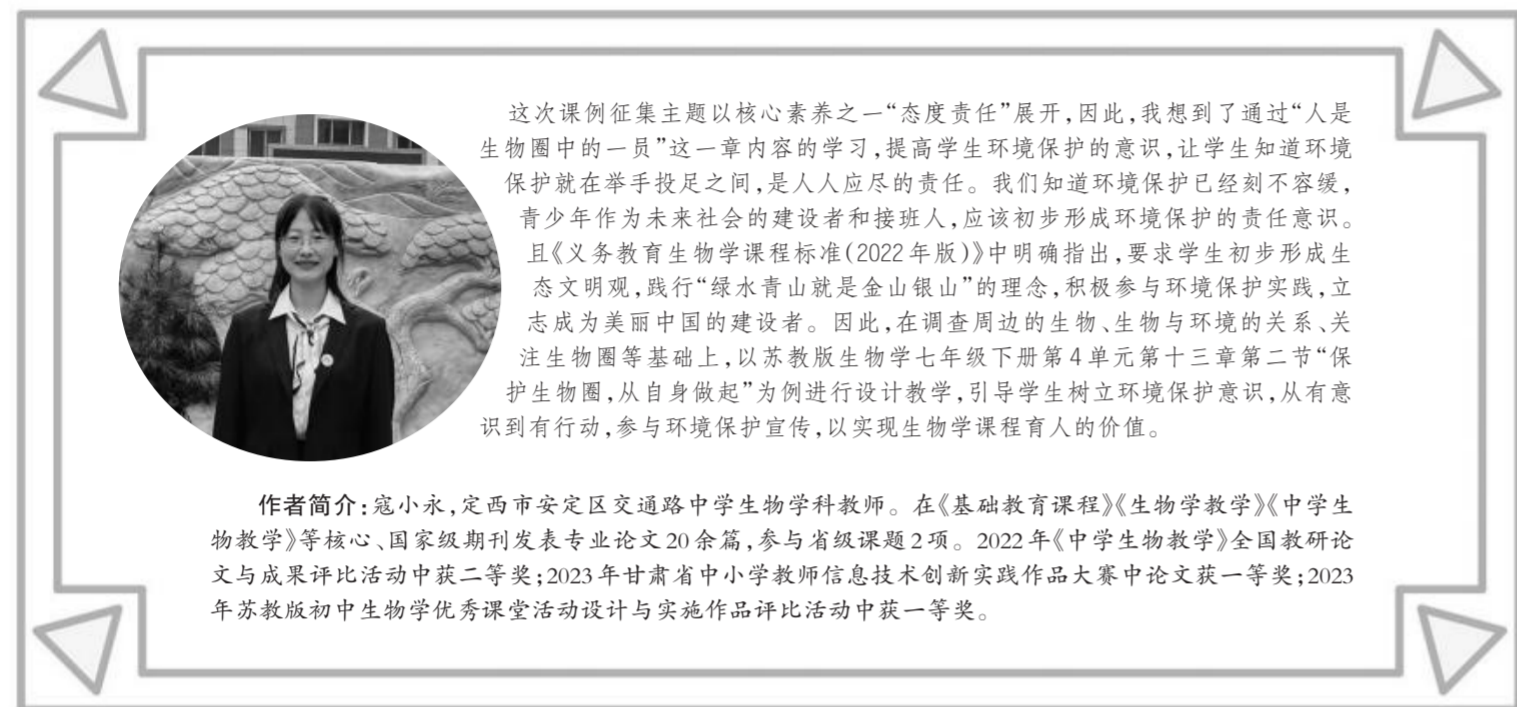 这次课例征集主题以核心素养之一“态度责任”展开,因此,我想到了通过“人是
生物圈中的一员”这一章内容的学习,提高学生环境保护的意识,让学生知道环境
保护就在举手投足之间,是人人应尽的责任。我们知道环境保护已经刻不容缓,
青少年作为未来社会的建设者和接班人,应该初步形成环境保护的责任意识。
且《义务教育生物学课程标准(2022年版)》中明确指出,要求学生初步形成生
态文明观,践行“绿水青山就是金山银山”的理念,积极参与环境保护实践,立
志成为美丽中国的建设者。因此,在调查周边的生物、生物与环境的关系、关
注生物圈等基础上,以苏教版生物学七年级下册第4单元第十三章第二节“保
护生物圈,从自身做起”为例进行设计教学,引导学生树立环境保护意识,从有意
识到有行动,参与环境保护宣传,以实现生物学课程育人的价值。
作者简介:寇小永,定西市安定区交通路中学生物学科教师。在《基础教育课程》《生物学教学》《中学生
物教学》等核心、国家级期刊发表专业论文20余篇,参与省级课题2项。2022年《中学生物教学》全国教研论
文与成果评比活动中获二等奖;2023年甘肃省中小学教师信息技术创新实践作品大赛中论文获一等奖;2023
年苏教版初中生物学优秀课堂活动设计与实施作品评比活动中获一等奖。